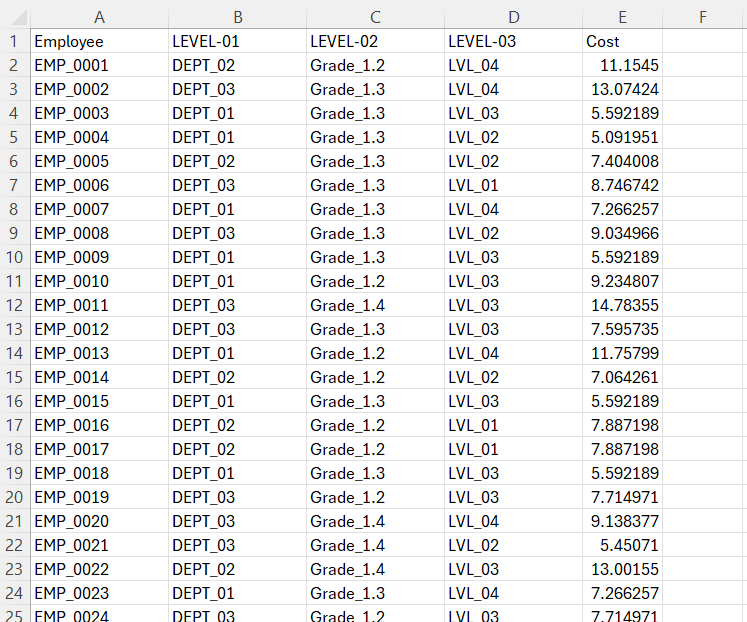 A B C D E F
1 Employee LEVEL-01 LEVEL-02 LEVEL-03 Cost
2 EMP_0001 DEPT_02 Grade_1.2 LVL_04 11.1545
3 EMP_0002 DEPT_03 Grade_1.3 LVL_04 13.07424
4 EMP_0003 DEPT_01 Grade_1.3 LVL_03 5.592189
5 EMP_0004 DEPT_01 Grade_1.3 LVL_02 5.091951
6 EMP_0005 DEPT_02 Grade_1.3 LVL_02 7.404008
7 EMP_0006 DEPT_03 Grade_1.3 LVL_01 8.746742
8 EMP_0007 DEPT_01 Grade_1.3 LVL_04 7.266257
9 EMP_0008 DEPT_03 Grade_1.3 LVL_02 9.034966
10 EMP_0009 DEPT_01 Grade_1.3 LVL_03 5.592189
11 EMP_0010 DEPT_01 Grade_1.2 LVL_03 9.234807
12 EMP_0011 DEPT_03 Grade_1.4 LVL_03 14.78355
13 EMP_0012 DEPT_03 Grade_1.3 LVL_03 7.595735
14 EMP_0013 DEPT_01 Grade_1.2 LVL_04 11.75799
15 EMP_0014 DEPT_02 Grade_1.2 LVL_02 7.064261
16 EMP_0015 DEPT_01 Grade_1.3 LVL_03 5.592189
17 EMP_0016 DEPT_02 Grade_1.2 LVL_01 7.887198
18 EMP_0017 DEPT_02 Grade_1.2 LVL_01 7.887198
19 EMP_0018 DEPT_01 Grade_1.3 LVL_03 5.592189
20 EMP_0019 DEPT_03 Grade_1.2 LVL_03 7.714971
21 EMP_0020 DEPT_03 Grade_1.4 LVL_04 9.138377
22 EMP_0021 DEPT_03 Grade_1.4 LVL_02 5.45071
23 EMP_0022 DEPT_02 Grade_1.4 LVL_03 13.00155
24 EMP_0023 DEPT_01 Grade_1.3 LVL_04 7.266257
25 EMP_0024 DEPT_03 Grade_1.2 LVL_03 7.714971